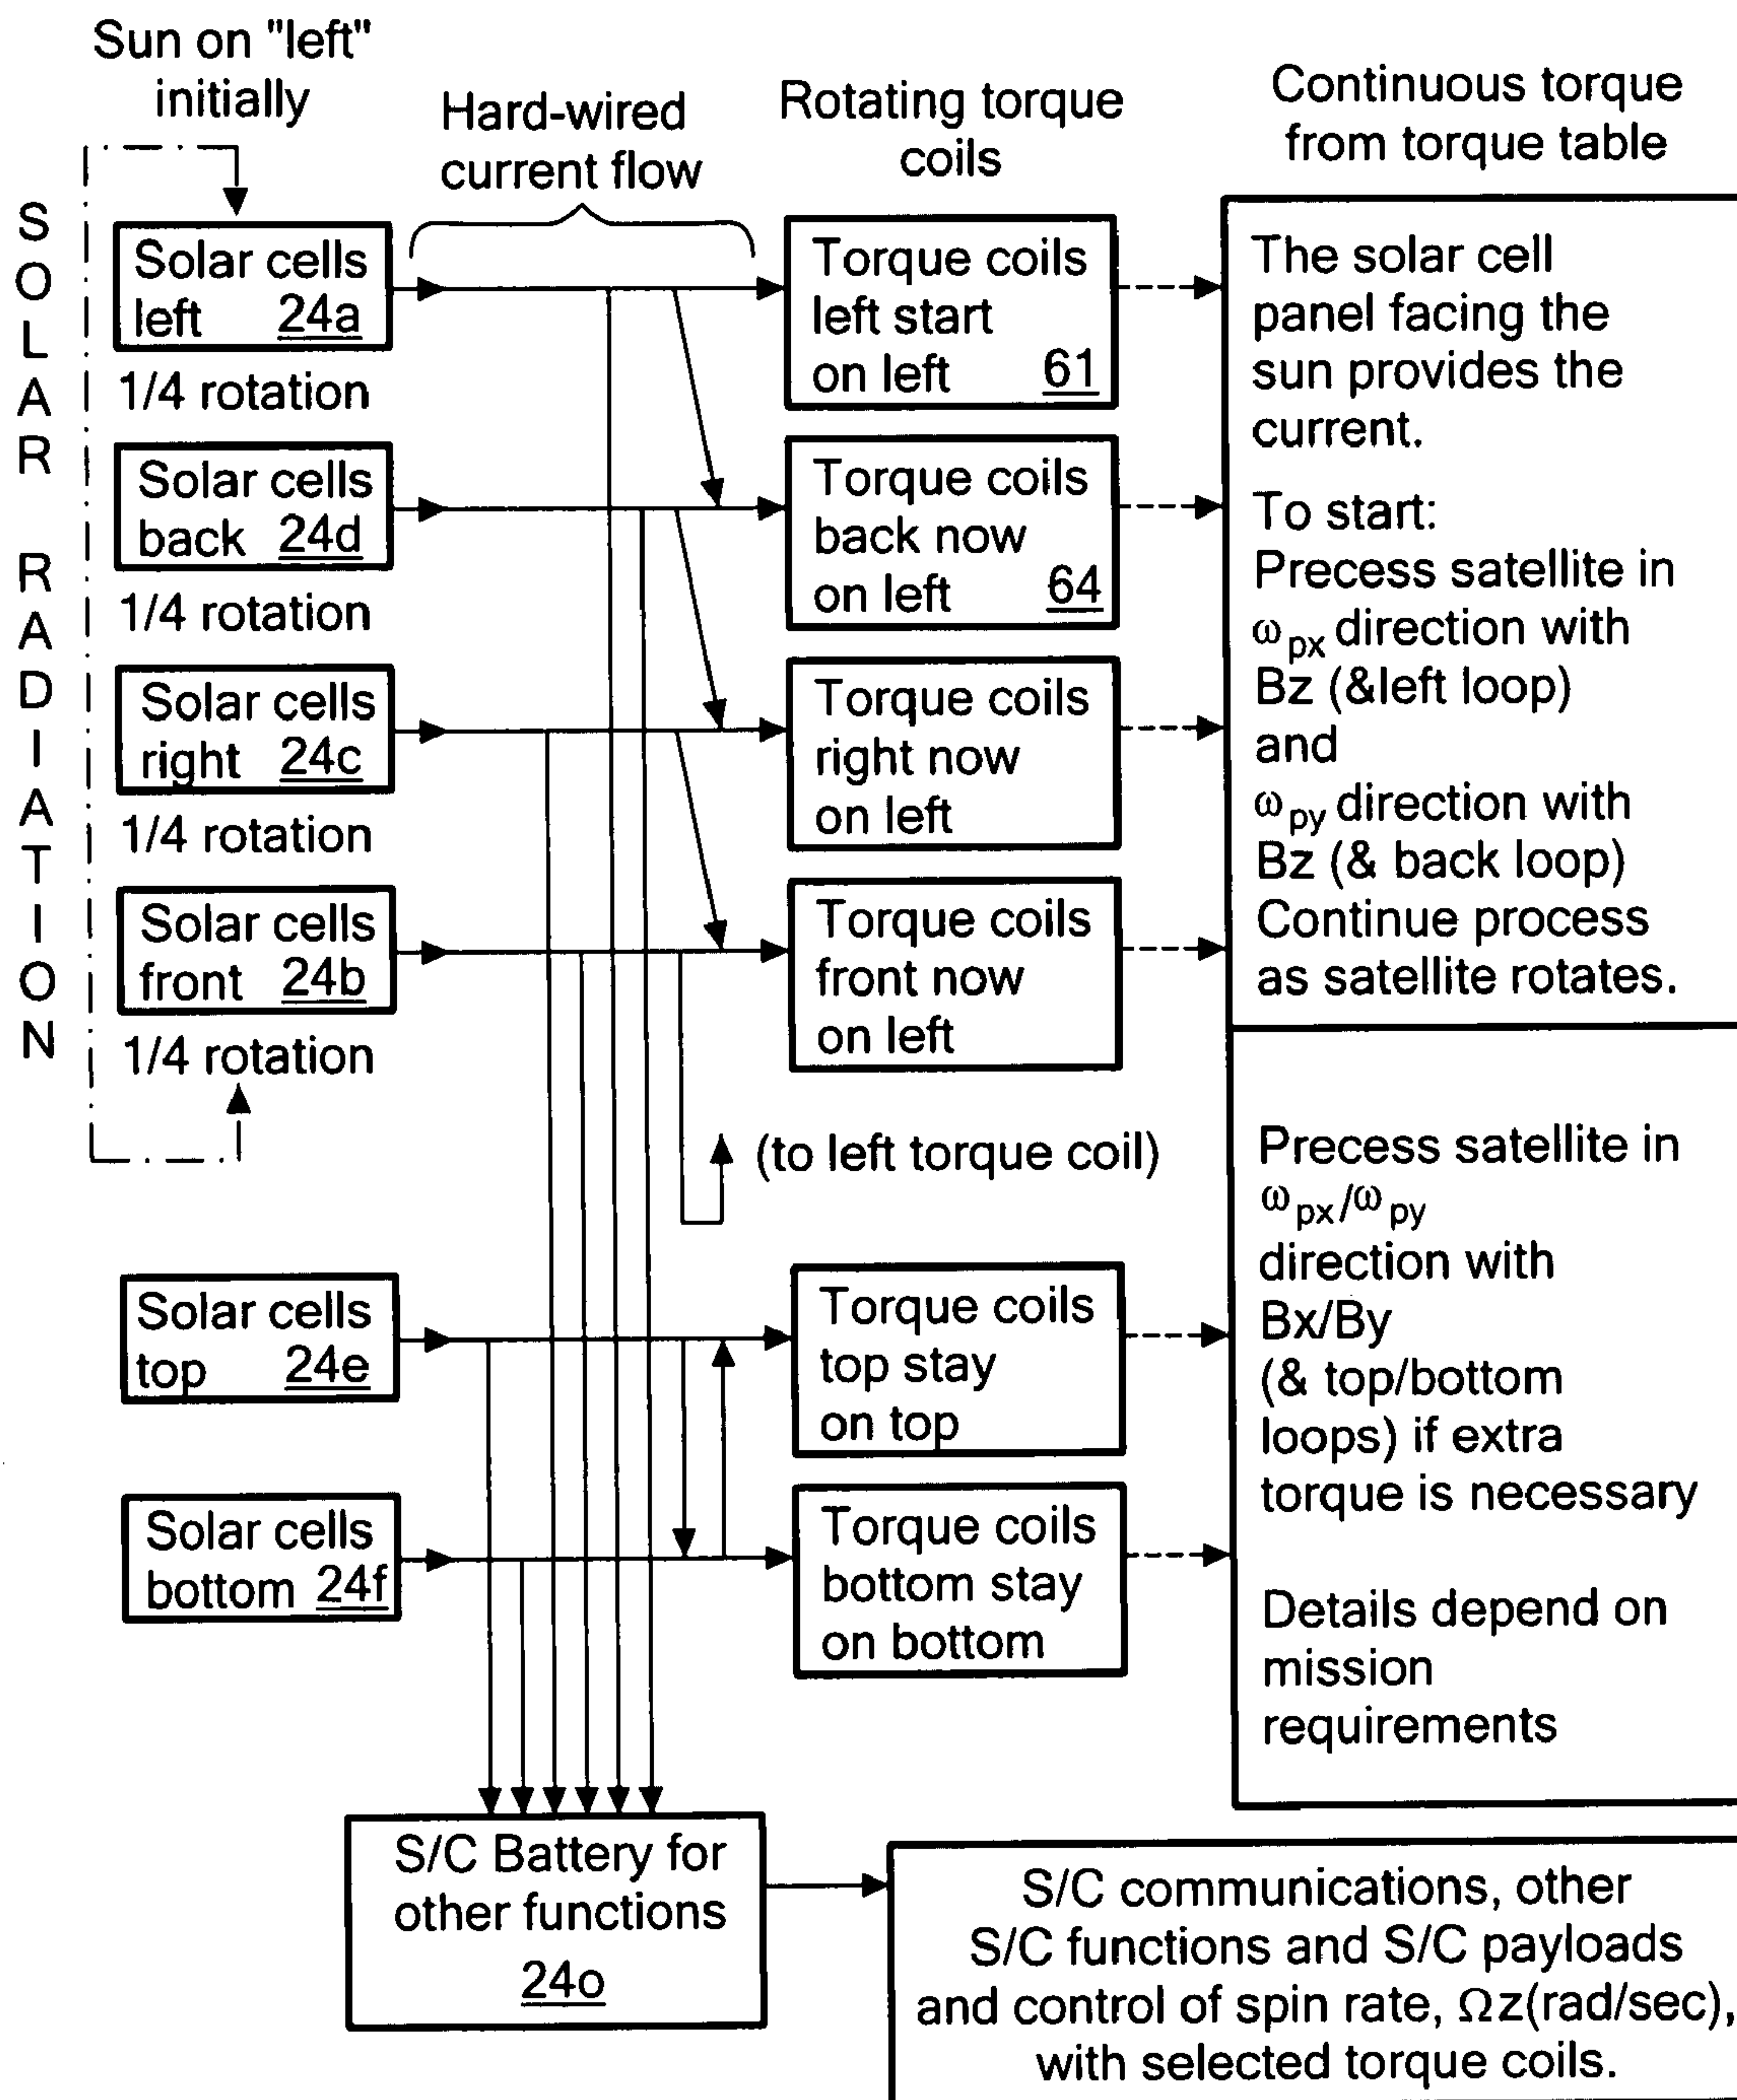 Sun on "left"
initially
Hard-wired
current flow
Rotating torque
coils
Continuous torque
from torque table
SOLAR RADIATION
Solar cells
left 24a
1/4 rotation
Solar cells
back 24d
1/4 rotation
Solar cells
right 24c
1/4 rotation
Solar cells
front 24b
1/4 rotation
Torque coils
left start
on left 61
Torque coils
back now
on left 64
Torque coils
right now
on left
Torque coils
front now
on left
(to left torque coil)
The solar cell
panel facing the
sun provides the
current.
To start:
Precess satellite in
ωpx direction with
Bz (&left loop)
and
ωpy direction with
Bz (& back loop)
Continue process
as satellite rotates.
Solar cells
top 24e
Solar cells
bottom 24f
Torque coils
top stay
on top
Torque coils
bottom stay
on bottom
Precess satellite in
ωpx/ωpy
direction with
Bx/By
(& top/bottom
loops) if extra
torque is necessary
Details depend on
mission
requirements
S/C Battery for
other functions
24o
S/C communications, other
S/C functions and S/C payloads
and control of spin rate, Ωz(rad/sec),
with selected torque coils.